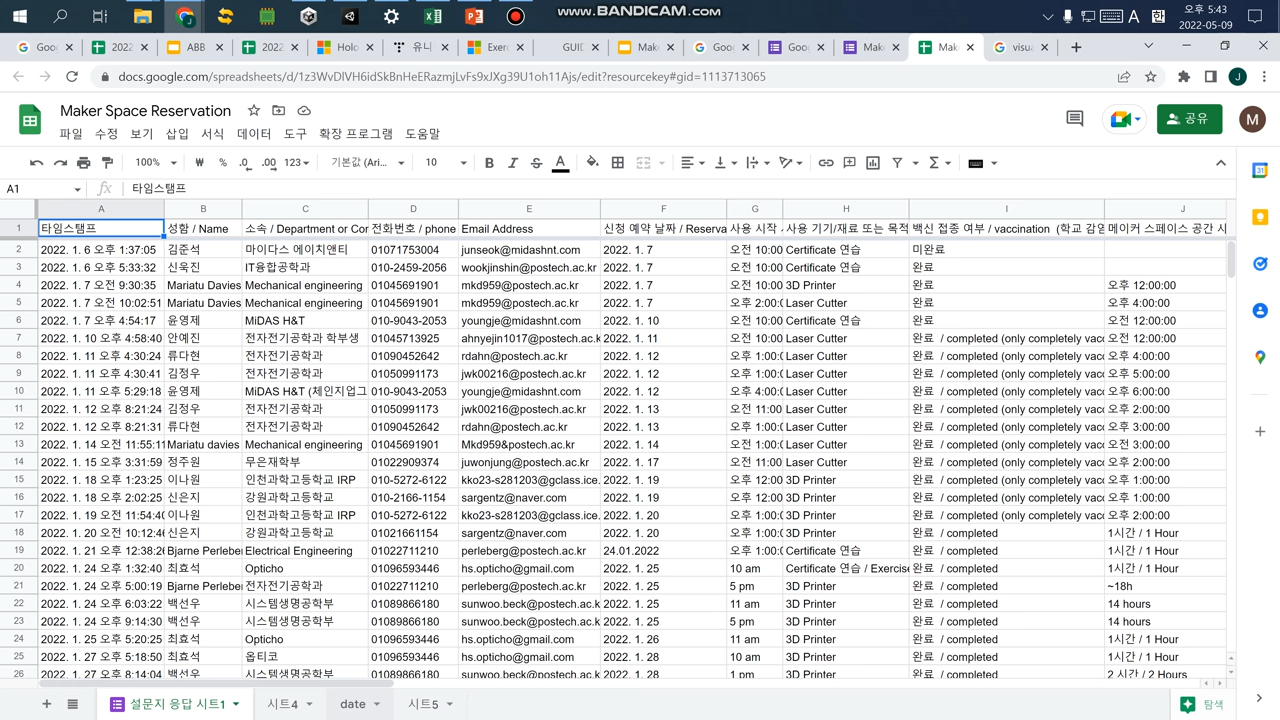 www.BANDICAM.com
오후 5:43
2022-05-09
A 한
Goo
2022
ABB
2022
Holo
유니
Exerc
GUID
Make
Goo
Goo
Make
Mak
visua
docs.google.com/spreadsheets/d/1z3WvDlVH6idSkBnHeERazmjLvFs9xJXg39U1oh11Ajs/edit?resourcekey#gid=1113713065
J
Maker Space Reservation
파일 수정 보기 삽입 서식 데이터 도구 확장 프로그램 도움말
공유
M
100% ₩ % .0 .00 123 기본값 (Ari... 10 B I S A
A1 fx 타임스탬프
A B C D E F G H I J
1 타임스탬프 성함 / Name 소속 / Department or Con 전화번호 / phone Email Address 신청 예약 날짜 / Reserva 사용 시작 사용 기기/재료 또는 목적 백신 접종 여부 / vaccination (학교 감염 메이커 스페이스 공간 사
2 2022. 1. 6 오후 1:37:05 김준석 마이다스 에이치앤티 01071753004 junseok@midashnt.com 2022. 1. 7 오전 10:00: Certificate 연습 미완료
3 2022. 1. 6 오후 5:33:32 신욱진 IT융합공학과 010-2459-2056 wookjinshin@postech.ac.kr 2022. 1. 7 오전 10:00: Certificate 연습 완료
4 2022. 1. 7 오전 9:30:35 Mariatu Davies Mechanical engineering 01045691901 mkd959@postech.ac.kr 2022. 1. 7 오전 10:00: 3D Printer 완료 오후 12:00:00
5 2022. 1. 7 오전 10:02:51 Mariatu Davies Mechanical engineering 01045691901 mkd959@postech.ac.kr 2022. 1. 7 오후 2:00:0 Laser Cutter 완료 오후 4:00:00
6 2022. 1. 7 오후 4:54:17 윤영제 MiDAS H&T 010-9043-2053 youngje@midashnt.com 2022. 1. 10 오전 10:00: Certificate 연습 완료 오전 12:00:00
7 2022. 1. 10 오후 4:58:40 안예진 전자전기공학과 학부생 01045713925 ahnyejin1017@postech.ac.k 2022. 1. 11 오전 10:00: Laser Cutter 완료 / completed (only completely vacc 오전 12:00:00
8 2022. 1. 11 오후 4:30:24 류다현 전자전기공학과 01090452642 rdahn@postech.ac.kr 2022. 1. 12 오후 1:00:0 Laser Cutter 완료 / completed (only completely vacc 오후 4:00:00
9 2022. 1. 11 오후 4:30:41 김정우 전자전기공학과 01050991173 jwk00216@postech.ac.kr 2022. 1. 12 오후 1:00:0 Laser Cutter 완료 / completed (only completely vacc 오후 5:00:00
10 2022. 1. 11 오후 5:29:18 윤영제 MiDAS H&T (체인지업그 010-9043-2053 youngje@midashnt.com 2022. 1. 12 오후 4:00:0 Laser Cutter 완료 / completed (only completely vacc 오후 6:00:00
11 2022. 1. 12 오후 8:21:24 김정우 전자전기공학과 01050991173 jwk00216@postech.ac.kr 2022. 1. 13 오전 11:00: Laser Cutter 완료 / completed (only completely vacc 오후 2:00:00
12 2022. 1. 12 오후 8:21:31 류다현 전자전기공학과 01090452642 rdahn@postech.ac.kr 2022. 1. 13 오후 1:00:0 Laser Cutter 완료 / completed (only completely vacc 오후 3:00:00
13 2022. 1. 14 오전 11:55:11 Mariatu davies Mechanical engineering 01045691901 Mkd959&postech.ac.kr 2022. 1. 14 오후 1:00:0 Laser Cutter 완료 / completed (only completely vacc 오전 3:00:00
14 2022. 1. 15 오후 3:31:59 정주원 무은재학부 01022909374 juwonjung@postech.ac.kr 2022. 1. 17 오전 11:00: Laser Cutter 완료 / completed (only completely vacc 오후 2:00:00
15 2022. 1. 18 오후 1:23:25 이나원 인천과학고등학교 IRP 010-5272-6122 kko23-s281203@gclass.ice. 2022. 1. 19 오후 12:00: 3D Printer 완료 / completed (only completely vacc 오후 1:00:00
16 2022. 1. 18 오후 2:02:25 신은지 강원과학고등학교 010-2166-1154 sargentz@naver.com 2022. 1. 19 오후 12:00: 3D Printer 완료 / completed (only completely vacc 오후 1:00:00
17 2022. 1. 19 오전 11:54:40 이나원 인천과학고등학교 IRP 010-5272-6122 kko23-s281203@gclass.ice. 2022. 1. 20 오후 1:00:0 3D Printer 완료 / completed (only completely vacc 오후 2:00:00
18 2022. 1. 20 오전 10:12:46 신은지 강원과학고등학교 01021661154 sargentz@naver.com 2022. 1. 20 오후 1:00:0 3D Printer 완료 / completed 1시간 / 1 Hour
19 2022. 1. 21 오후 12:38:26 Bjarne Perleber Electrical Engineering 01022711210 perleberg@postech.ac.kr 24.01.2022 오후 1:00:0 Certificate 연습 완료 / completed 1시간 / 1 Hour
20 2022. 1. 24 오후 1:32:40 최효석 Opticho 01096593446 hs.opticho@gmail.com 2022. 1. 25 10 am Certificate 연습 / Exercise 완료 / completed 1시간 / 1 Hour
21 2022. 1. 24 오후 5:00:19 Bjarne Perleber 전자전기공학과 01022711210 perleberg@postech.ac.kr 2022. 1. 25 5 pm 3D Printer 완료 / completed ~18h
22 2022. 1. 24 오후 6:03:22 백선우 시스템생명공학부 01089866180 sunwoo.beck@postech.ac.k 2022. 1. 25 11 am 3D Printer 완료 / completed 14 hours
23 2022. 1. 24 오후 9:14:30 백선우 시스템생명공학부 01089866180 sunwoo.beck@postech.ac.k 2022. 1. 25 5 pm 3D Printer 완료 / completed 14 hours
24 2022. 1. 25 오후 5:20:25 최효석 Opticho 01096593446 hs.opticho@gmail.com 2022. 1. 26 11 am 3D Printer 완료 / completed 1시간 / 1 Hour
25 2022. 1. 27 오후 5:18:50 최효석 옵티코 01096593446 hs.opticho@gmail.com 2022. 1. 28 10 am 3D Printer 완료 / completed 1시간 / 1 Hour
26 2022. 1. 27 오후 8:14:04 백선우 시스템생명공학부 01089866180 sunwoo.beck@postech.ac.k 2022. 1. 28 1 pm 3D Printer 완료 / completed 2 시간 / 2 Hours
설문지 응답 시트1 시트4 date 시트5 탐색